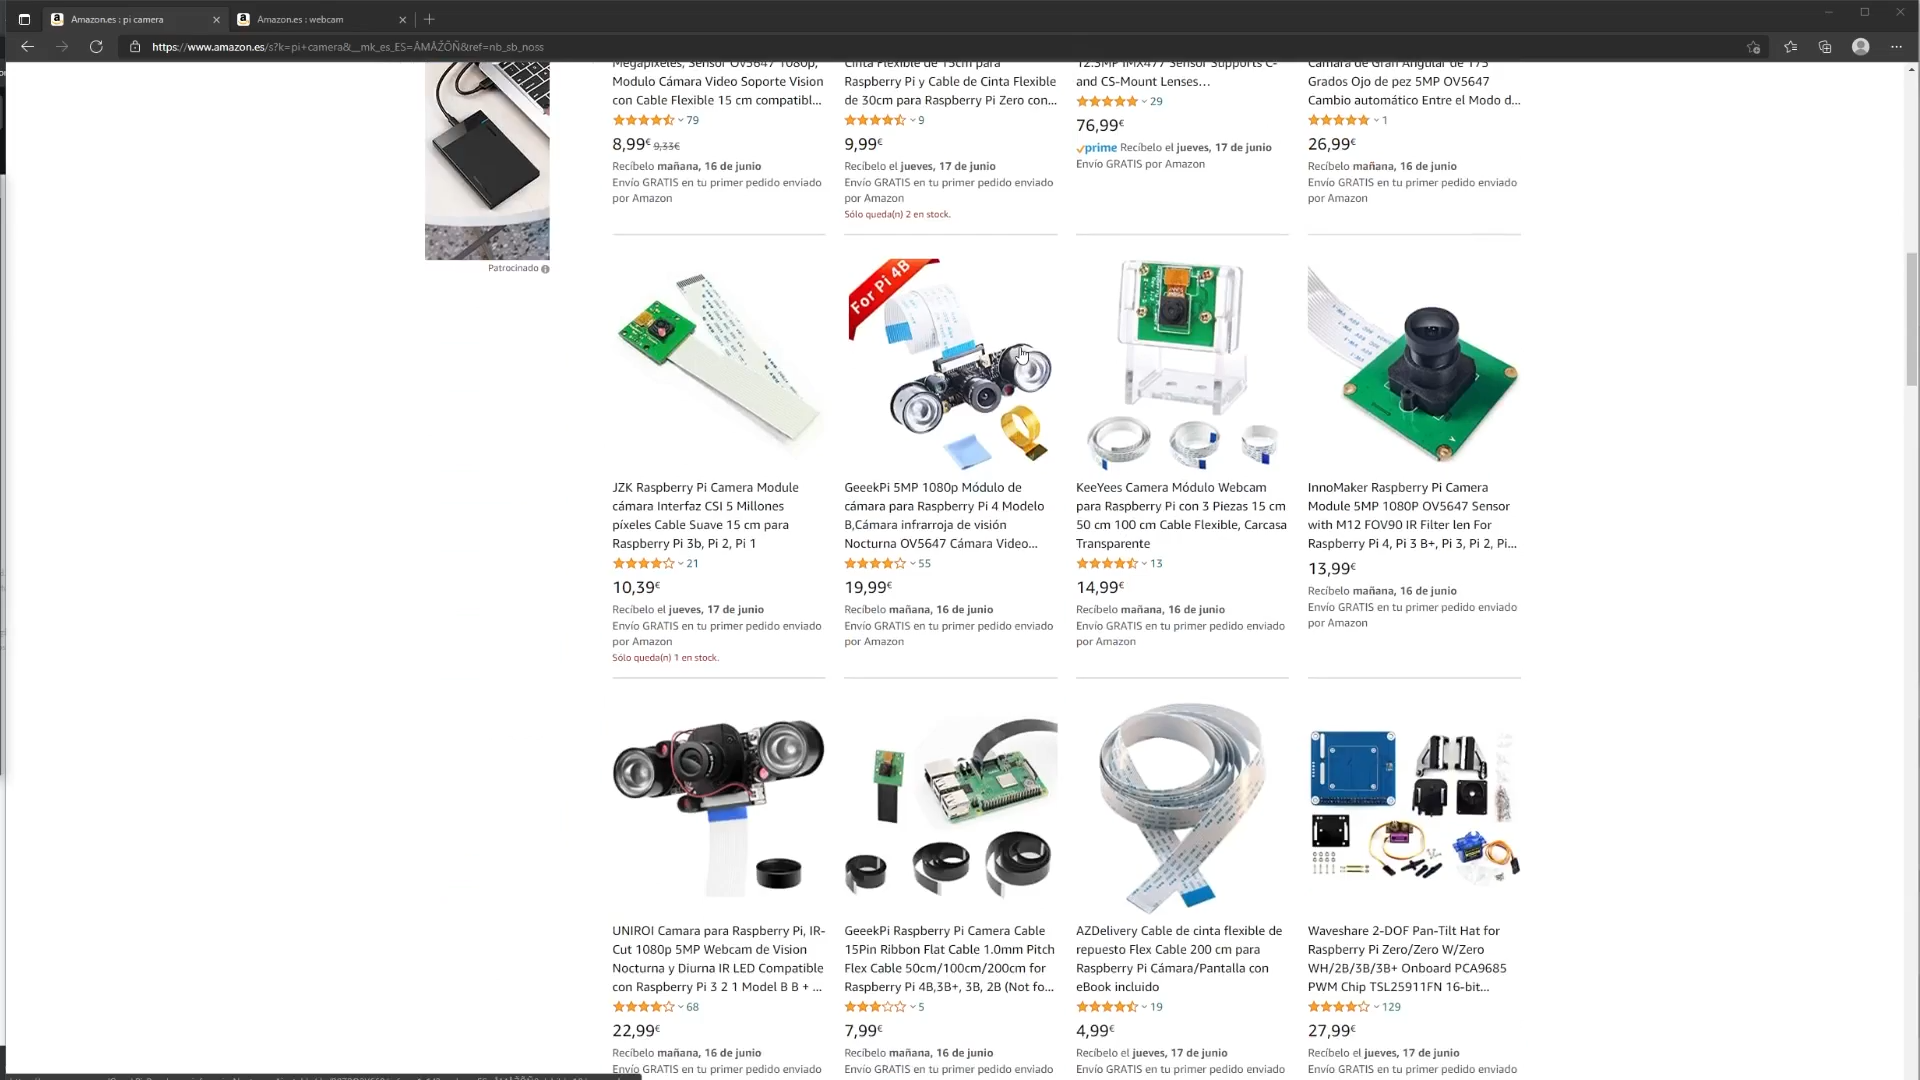 Amazon.es : pi camera
Amazon.es : webcam
https://www.amazon.es/s?k=pi+camera&__mk_es_ES=ÅMÅŽÕÑ&ref=nb_sb_noss
Patrocinado
Megapíxeles, Sensor OV5647 1080p,
Modulo Cámara Video Soporte Vision
con Cable Flexible 15 cm compatibl...
79
8,99€ 9,33€
Recíbelo mañana, 16 de junio
Envío GRATIS en tu primer pedido enviado
por Amazon
Cinta Flexible de 15cm para
Raspberry Pi y Cable de Cinta Flexible
de 30cm para Raspberry Pi Zero con...
9
9,99€
Recíbelo el jueves, 17 de junio
Envío GRATIS en tu primer pedido enviado
por Amazon
Sólo queda(n) 2 en stock.
12.3MP IMX477 Sensor Supports C-
and CS-Mount Lenses...
29
76,99€
prime Recíbelo el jueves, 17 de junio
Envío GRATIS por Amazon
Cámara de Gran Angular de 175
Grados Ojo de pez 5MP OV5647
Cambio automático Entre el Modo d...
1
26,99€
Recíbelo mañana, 16 de junio
Envío GRATIS en tu primer pedido enviado
por Amazon
For Pi 4B
JZK Raspberry Pi Camera Module
cámara Interfaz CSI 5 Millones
píxeles Cable Suave 15 cm para
Raspberry Pi 3b, Pi 2, Pi 1
21
10,39€
Recíbelo el jueves, 17 de junio
Envío GRATIS en tu primer pedido enviado
por Amazon
Sólo queda(n) 1 en stock.
GeeekPi 5MP 1080p Módulo de
cámara para Raspberry Pi 4 Modelo
B,Cámara infrarroja de visión
Nocturna OV5647 Cámara Video...
55
19,99€
Recíbelo mañana, 16 de junio
Envío GRATIS en tu primer pedido enviado
por Amazon
KeeYees Camera Módulo Webcam
para Raspberry Pi con 3 Piezas 15 cm
50 cm 100 cm Cable Flexible, Carcasa
Transparente
13
14,99€
Recíbelo mañana, 16 de junio
Envío GRATIS en tu primer pedido enviado
por Amazon
InnoMaker Raspberry Pi Camera
Module 5MP 1080P OV5647 Sensor
with M12 FOV90 IR Filter len For
Raspberry Pi 4, Pi 3 B+, Pi 3, Pi 2, Pi...
13,99€
Recíbelo mañana, 16 de junio
Envío GRATIS en tu primer pedido enviado
por Amazon
UNIROI Camara para Raspberry Pi, IR-
Cut 1080p 5MP Webcam de Vision
Nocturna y Diurna IR LED Compatible
con Raspberry Pi 3 2 1 Model B B + ...
68
22,99€
Recíbelo mañana, 16 de junio
Envío GRATIS en tu primer pedido enviado
GeeekPi Raspberry Pi Camera Cable
15Pin Ribbon Flat Cable 1.0mm Pitch
Flex Cable 50cm/100cm/200cm for
Raspberry Pi 4B,3B+, 3B, 2B (Not fo...
5
7,99€
Recíbelo mañana, 16 de junio
Envío GRATIS en tu primer pedido enviado
AZDelivery Cable de cinta flexible de
repuesto Flex Cable 200 cm para
Raspberry Pi Cámara/Pantalla con
eBook incluido
19
4,99€
Recíbelo el jueves, 17 de junio
Envío GRATIS en tu primer pedido enviado
Waveshare 2-DOF Pan-Tilt Hat for
Raspberry Pi Zero/Zero W/Zero
WH/2B/3B/3B+ Onboard PCA9685
PWM Chip TSL25911FN 16-bit...
129
27,99€
Recíbelo el jueves, 17 de junio
Envío GRATIS en tu primer pedido enviado